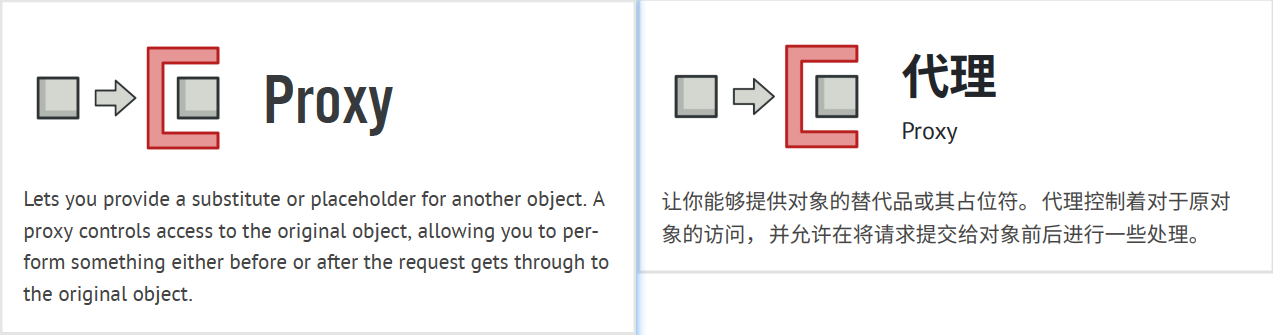 Proxy
Lets you provide a substitute or placeholder for another object. A
proxy controls access to the original object, allowing you to per-
form something either before or after the request gets through to
the original object.
代理
Proxy
让你能够提供对象的替代品或其占位符。代理控制着对于原对
象的访问，并允许在将请求提交给对象前后进行一些处理。